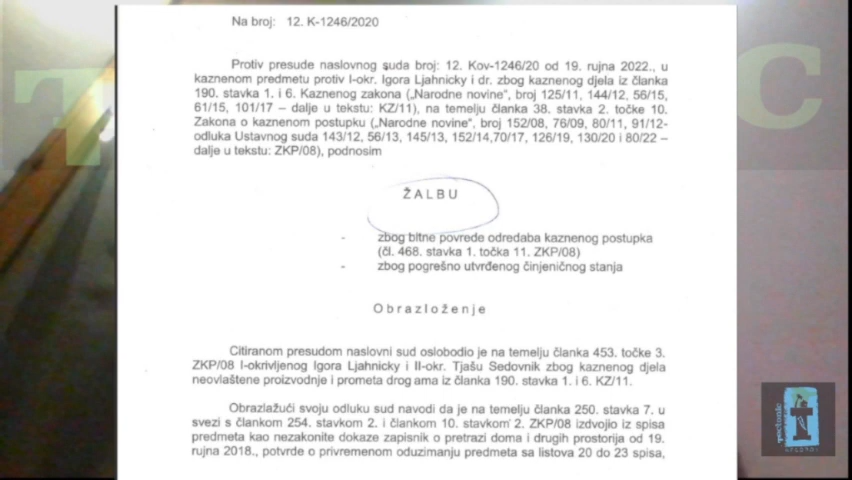 Na broj: 12. K-1246/2020
Protiv presude naslovnog suda broj: 12. Kov-1246/20 od 19. rujna 2022., u
kaznenom predmetu protiv I-okr. Igora Ljahnicky i dr. zbog kaznenog djela iz članka
190. stavka 1. i 6. Kaznenog zakona („Narodne novine", broj 125/11, 144/12, 56/15,
61/15, 101/17 – dalje u tekstu: KZ/11), na temelju članka 38. stavka 2. točke 10.
Zakona o kaznenom postupku („Narodne novine", broj 152/08, 76/09, 80/11, 91/12-
odluka Ustavnog suda 143/12, 56/13, 145/13, 152/14,70/17, 126/19, 130/20 i 80/22 –
dalje u tekstu: ZKP/08), podnosim
ŽALBU
- zbog bitne povrede odredaba kaznenog postupka
(čl. 468. stavka 1. točka 11. ZKP/08)
- zbog pogrešno utvrđenog činjeničnog stanja
Obrazloženje
Citiranom presudom naslovni sud oslobodio je na temelju članka 453. točke 3.
ZKP/08 I-okrivljenog Igora Ljahnicky i II-okr. Tjašu Sedovnik zbog kaznenog djela
neovlaštene proizvodnje i prometa drog ama iz članka 190. stavka 1. i 6. KZ/11.
Obrazlažući svoju odluku sud navodi da je na temelju članka 250. stavka 7. u
svezi s člankom 254. stavkom 2. i člankom 10. stavkom 2. ZKP/08 izdvojio iz spisa
predmeta kao nezakonite dokaze zapisnik o pretrazi doma i drugih prostorija od 19.
rujna 2018., potvrde o privremenom oduzimanju predmeta sa listova 20 do 23 spisa,
T
C
I